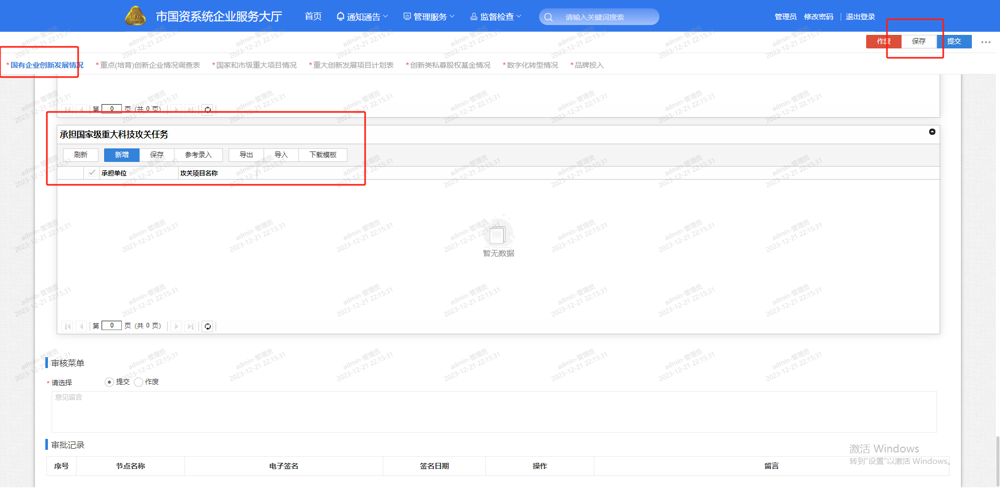 市国资系统企业服务大厅 首页 通知通告 管理服务 监督检查 请输入关键词搜索 管理员 修改密码 退出登录
作废 保存 提交
*国有企业创新发展情况 *重点(培育)创新企业情况调查表 *国家和市级重大项目情况 *重大创新发展项目计划表 *创新类私募股权基金情况 *数字化转型情况 *品牌投入
第 0 页 (共 0 页)
承担国家级重大科技攻关任务
刷新 新增 保存 参考录入 导出 导入 下载模板
承担单位 攻关项目名称
暂无数据
第 0 页 (共 0 页)
审核菜单
*请选择 提交 作废
意见留言
审批记录
序号 节点名称 电子签名 签名日期 操作 留言
激活 Windows
转到"设置"以激活 Windows。
admin-管理员
2023-12-21 22:15:31